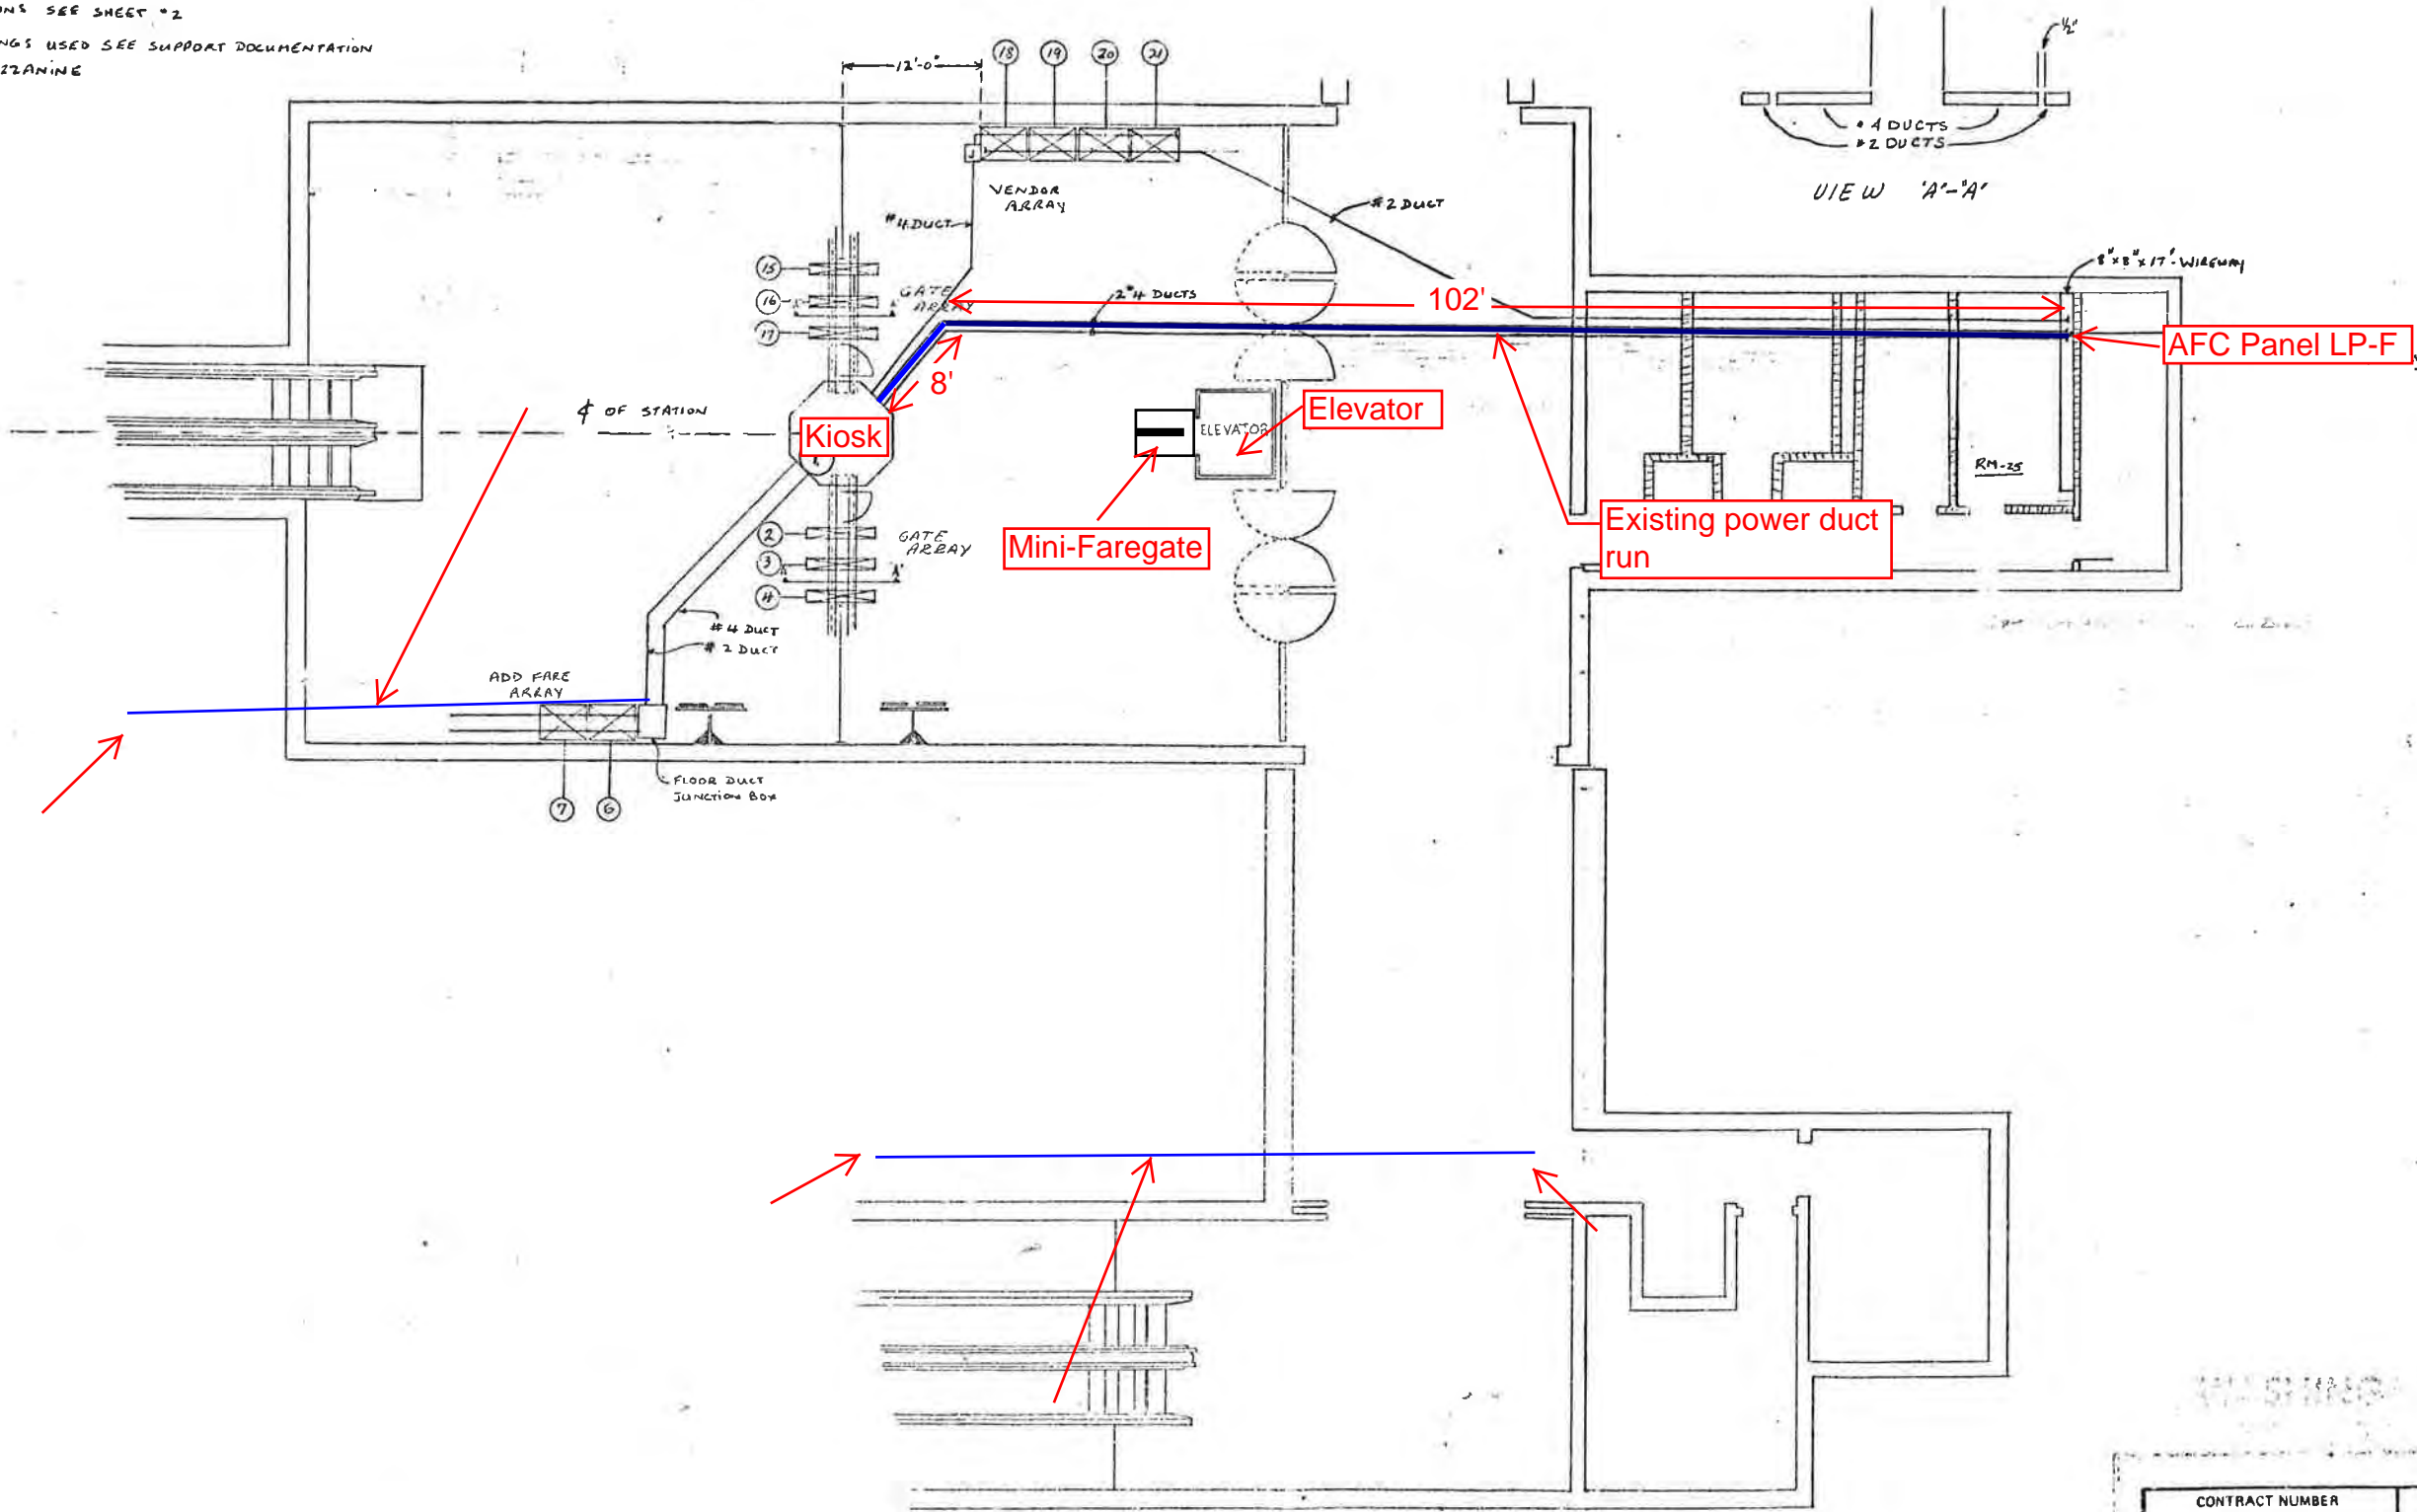 SEE SHEET #2
USED SEE SUPPORT DOCUMENTATION
12'-0"
18
19
20
21
1/2"
#4 DUCTS
#2 DUCTS
VIEW 'A'-'A'
VENDOR
ARRAY
#4 DUCT
#2 DUCT
8"x8"x17'-WIREWAY
15
16
17
GATE
ARRAY
2#4 DUCTS
102'
AFC Panel LP-F
8'
℄ OF STATION
Kiosk
1
ELEVATOR
Elevator
RM-25
Mini-Faregate
Existing power duct
run
2
3
4
GATE
ARRAY
A'
#4 DUCT
#2 DUCT
ADD FARE
ARRAY
FLOOR DUCT
JUNCTION BOX
7
6
CONTRACT NUMBER